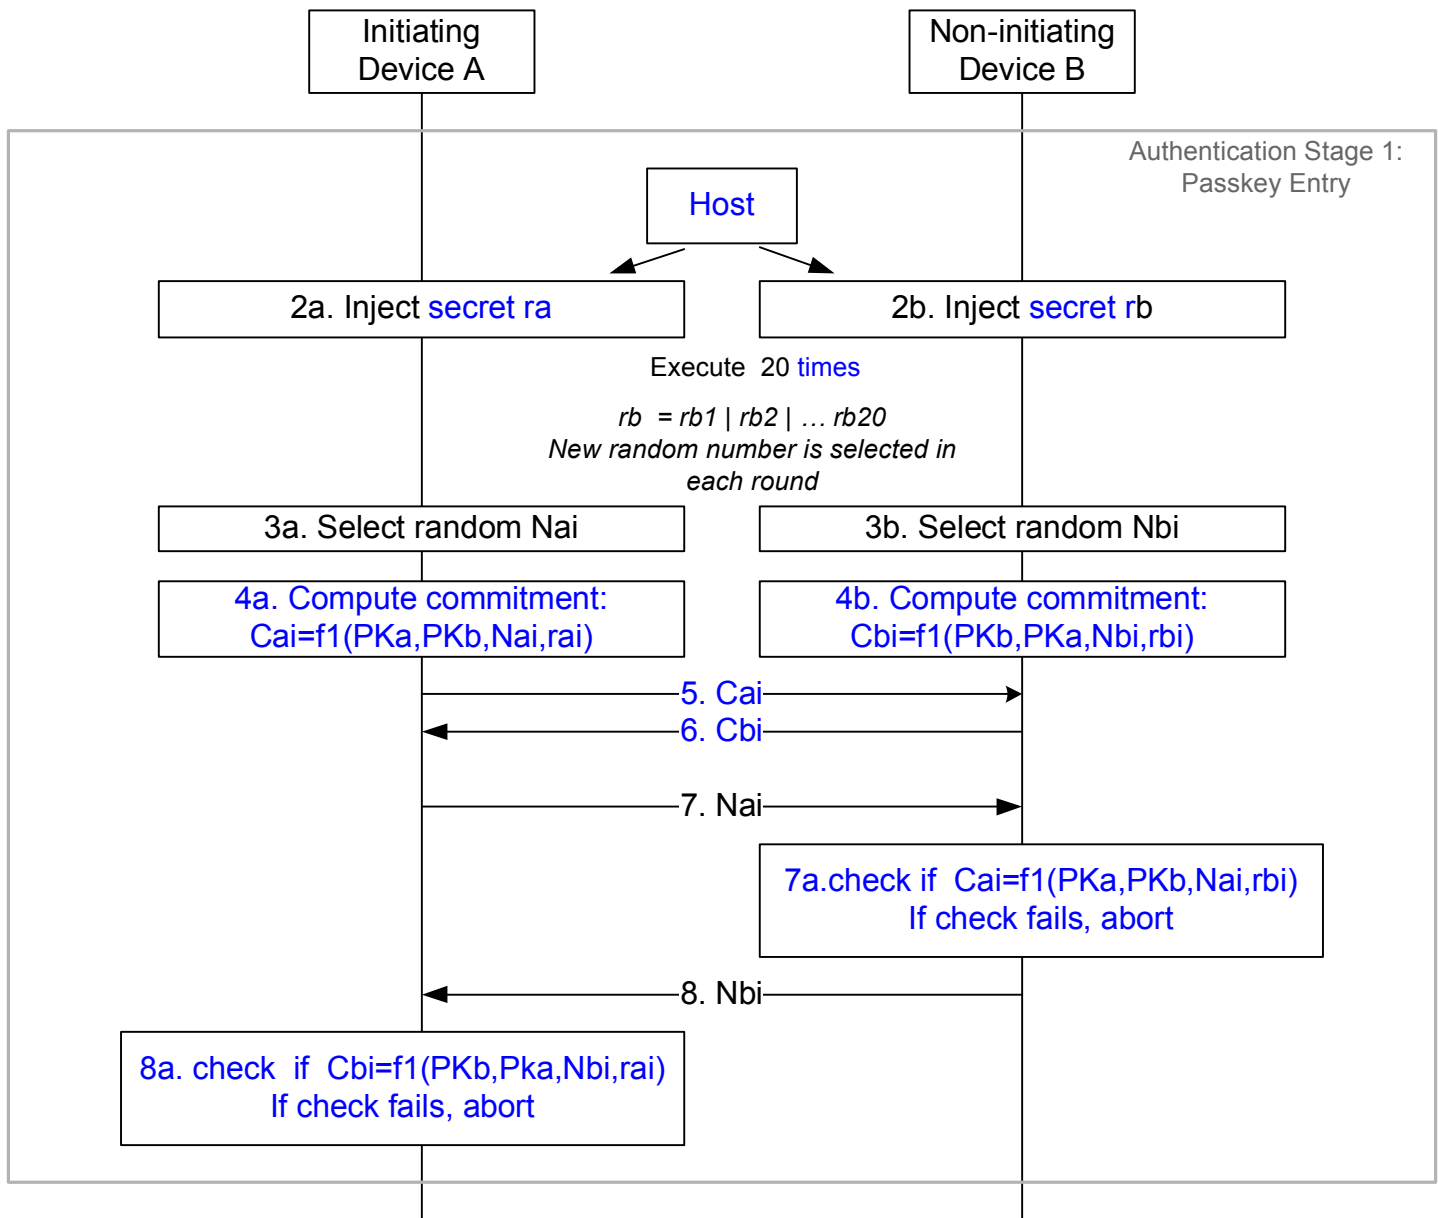 Initiating
Device A
Non-initiating
Device B
Authentication Stage 1:
Passkey Entry
Host
2a. Inject secret ra
2b. Inject secret rb
Execute 20 times
rb = rb1 | rb2 | … rb20
New random number is selected in
each round
3a. Select random Nai
3b. Select random Nbi
4a. Compute commitment:
Cai=f1(PKa,PKb,Nai,rai)
4b. Compute commitment:
Cbi=f1(PKb,PKa,Nbi,rbi)
5. Cai
6. Cbi
7. Nai
7a.check if Cai=f1(PKa,PKb,Nai,rbi)
If check fails, abort
8. Nbi
8a. check if Cbi=f1(PKb,Pka,Nbi,rai)
If check fails, abort